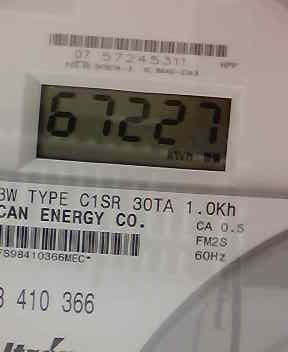 07 57245311
67227
kWh
3W TYPE C1SR 30TA 1.0Kh
CAN ENERGY CO.
CA 0.5
FM2S
FS98410366MEC-
60Hz
3 410 366